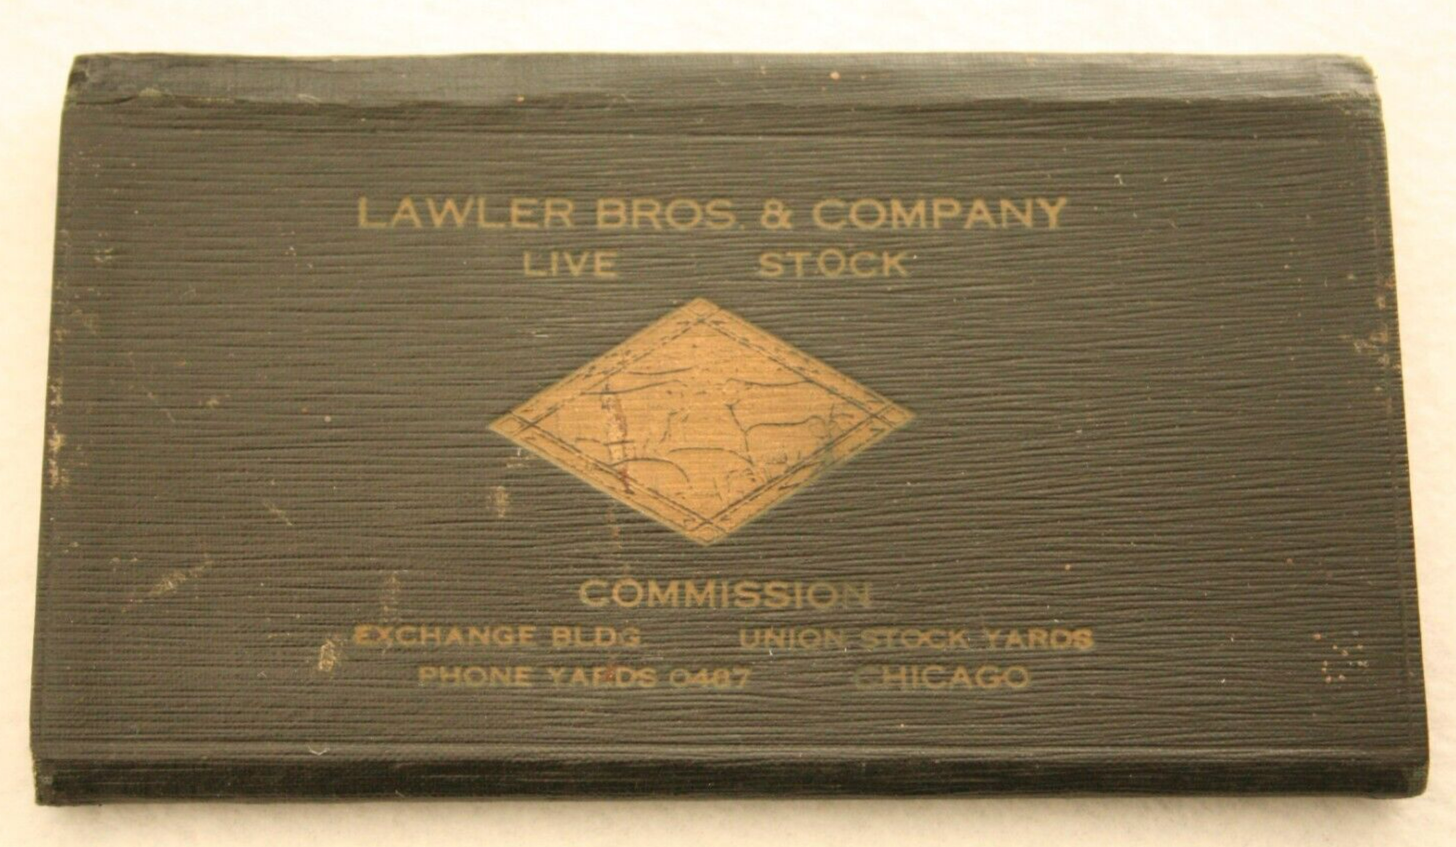 LAWLER BROS. & COMPANY
LIVE STOCK
COMMISSION
EXCHANGE BLDG UNION STOCK YARDS
PHONE YARDS 0487 CHICAGO